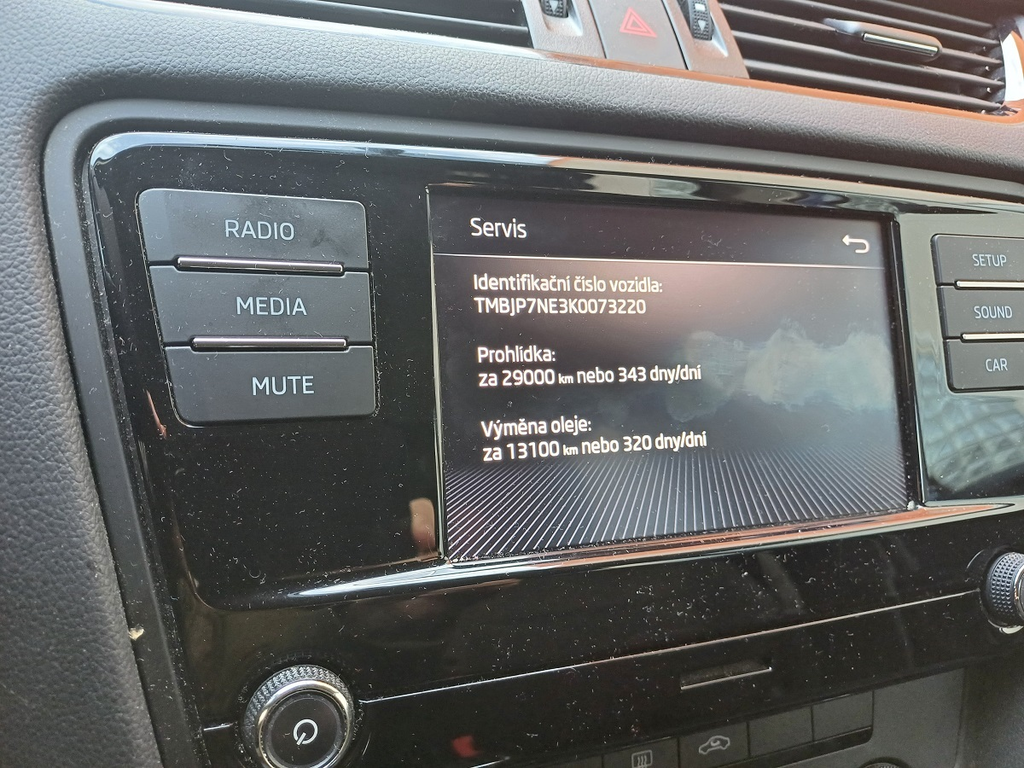 RADIO
MEDIA
MUTE
Servis
Identifikační číslo vozidla:
TMBJP7NE3K0073220
Prohlídka:
za 29000 km nebo 343 dny/dní
Výměna oleje:
za 13100 km nebo 320 dny/dní
SETUP
SOUND
CAR